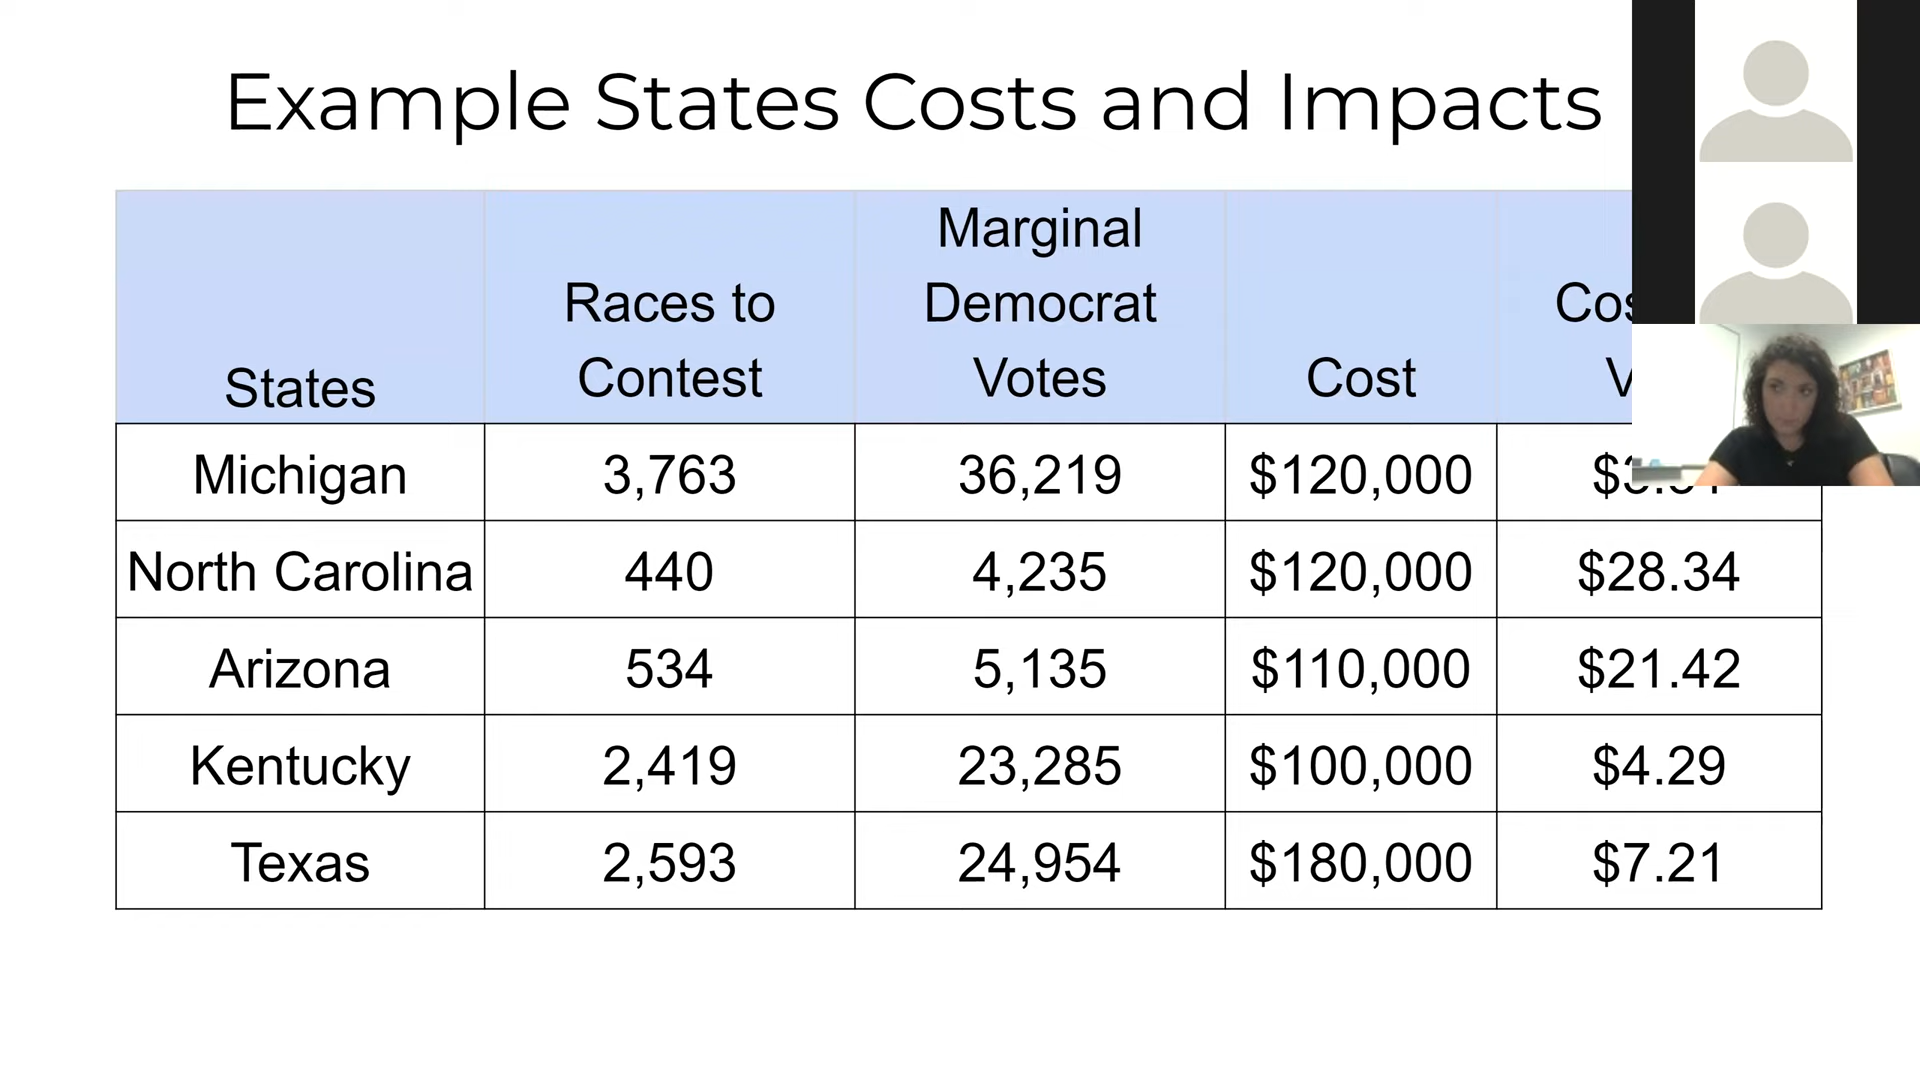 Example States Costs and Impacts
States
Races to
Contest
Marginal
Democrat
Votes
Cost
Michigan 3,763 36,219 $120,000
North Carolina 440 4,235 $120,000 $28.34
Arizona 534 5,135 $110,000 $21.42
Kentucky 2,419 23,285 $100,000 $4.29
Texas 2,593 24,954 $180,000 $7.21